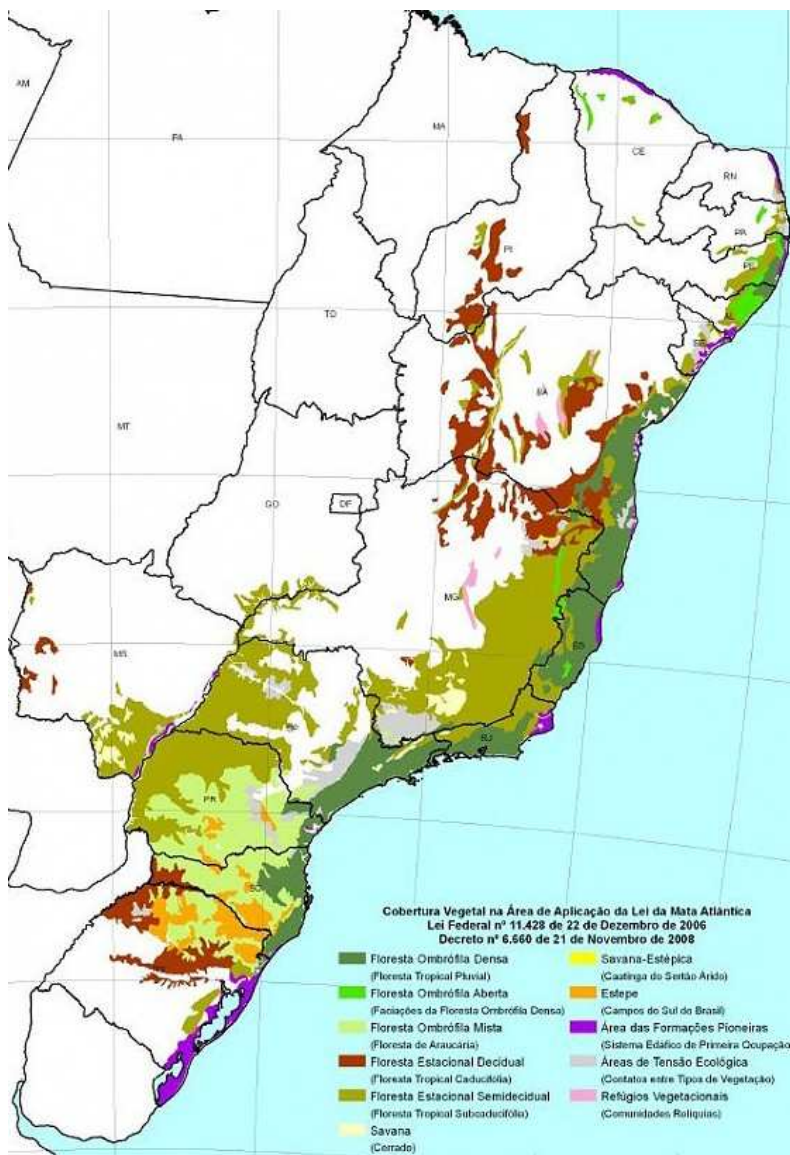 AM
PA
MA
CE
RN
PB
PE
PI
SE
TO
BA
MT
GO
DF
MG
ES
MS
SP
RJ
PR
SC
Cobertura Vegetal na Área de Aplicação da Lei da Mata Atlântica
Lei Federal nº 11.428 de 22 de Dezembro de 2006
Decreto nº 6.660 de 21 de Novembro de 2008
Floresta Ombrófila Densa
(Floresta Tropical Pluvial)
Floresta Ombrófila Aberta
(Faciações da Floresta Ombrófila Densa)
Floresta Ombrófila Mista
(Floresta de Araucária)
Floresta Estacional Decidual
(Floresta Tropical Caducifólia)
Floresta Estacional Semidecidual
(Floresta Tropical Subcaducifólia)
Savana
(Cerrado)
Savana-Estépica
(Caatinga do Sertão Árido)
Estepe
(Campos do Sul do Brasil)
Área das Formações Pioneiras
(Sistema Edáfico de Primeira Ocupação
Áreas de Tensão Ecológica
(Contatos entre Tipos de Vegetação)
Refúgios Vegetacionais
(Comunidades Relíquias)